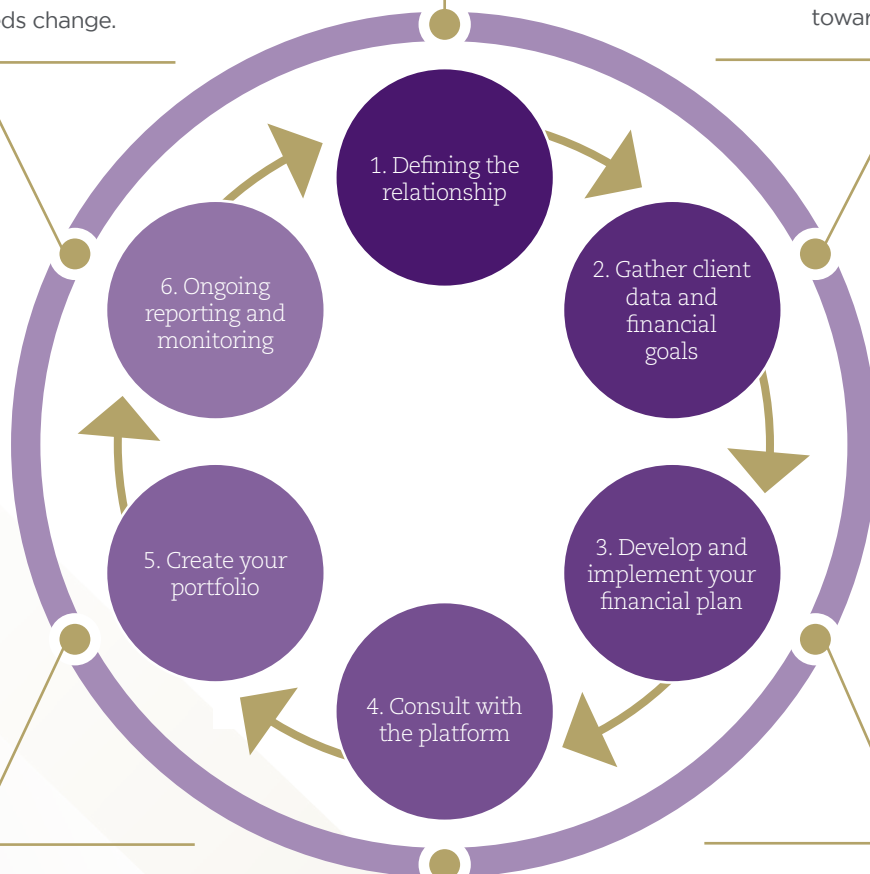 ds change.
towar
1. Defining the
relationship
2. Gather client
data and
financial
goals
3. Develop and
implement your
financial plan
4. Consult with
the platform
5. Create your
portfolio
6. Ongoing
reporting and
monitoring